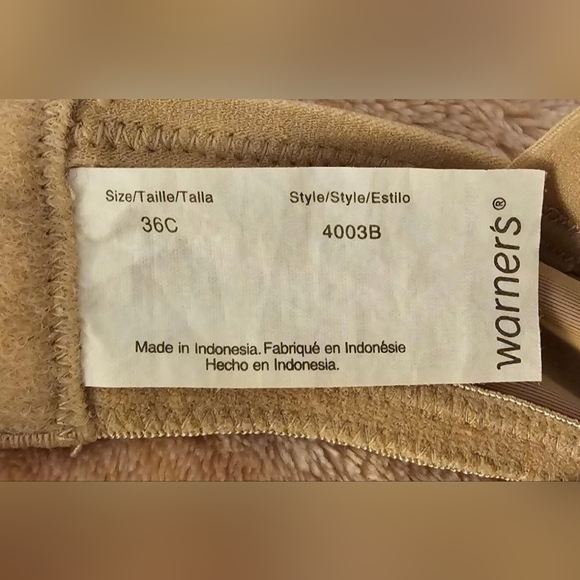 Size/Taille/Talla
36C
Style/Style/Estilo
4003B
warner's®
Made in Indonesia. Fabriqué en Indonésie
Hecho en Indonesia.